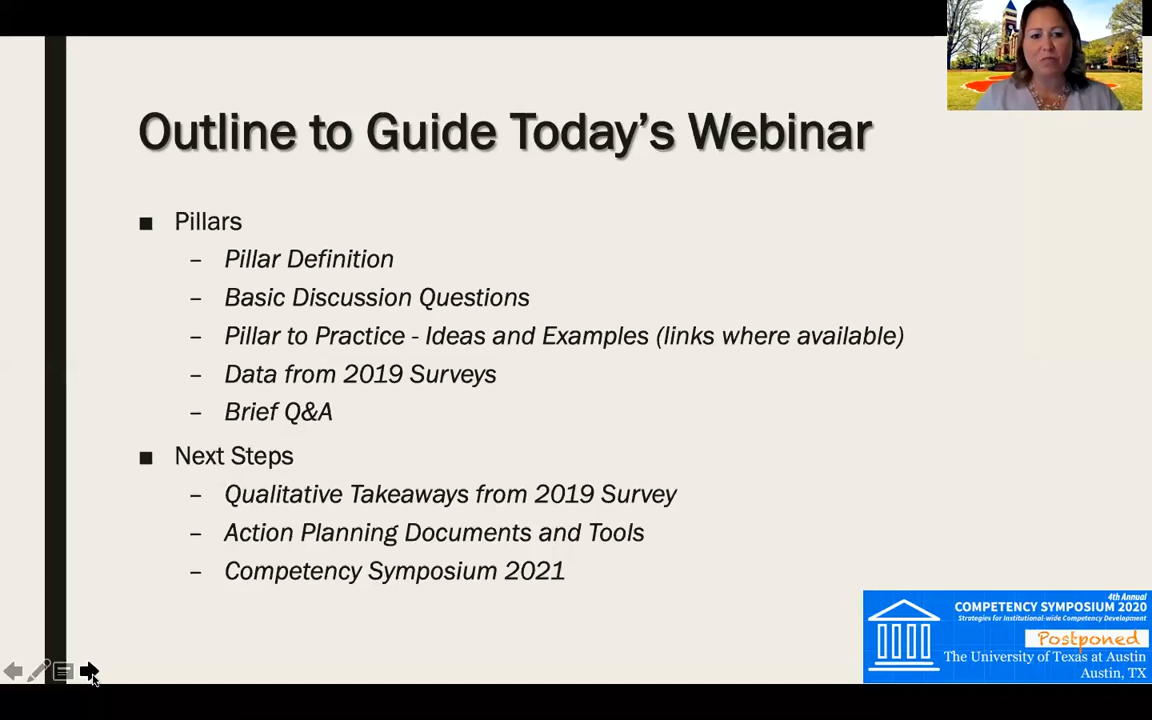 Outline to Guide Today's Webinar
■ Pillars
– Pillar Definition
– Basic Discussion Questions
– Pillar to Practice - Ideas and Examples (links where available)
– Data from 2019 Surveys
– Brief Q&A
■ Next Steps
– Qualitative Takeaways from 2019 Survey
– Action Planning Documents and Tools
– Competency Symposium 2021
4th Annual
COMPETENCY SYMPOSIUM 2020
Strategies for Institutional-wide Competency Development
Postponed
The University of Texas at Austin
Austin, TX